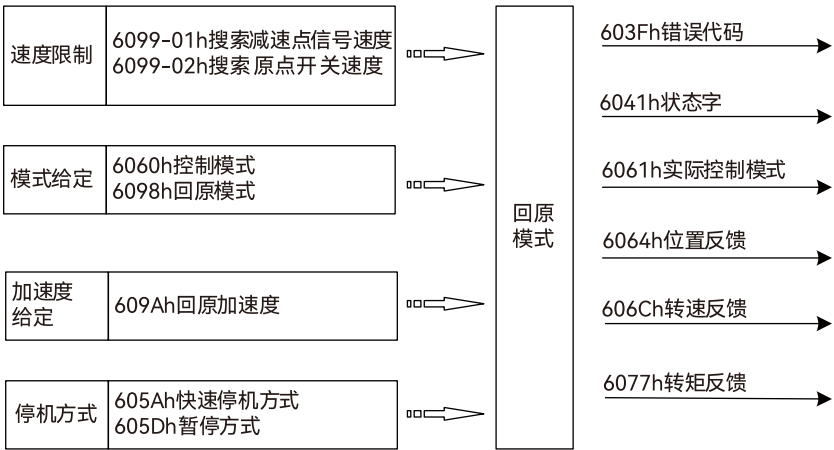 速度限制
6099-01h搜索减速点信号速度
6099-02h搜索原点开关速度
模式给定
6060h控制模式
6098h回原模式
加速度
给定
609Ah回原加速度
停机方式
605Ah快速停机方式
605Dh暂停方式
回原
模式
603Fh错误代码
6041h状态字
6061h实际控制模式
6064h位置反馈
606Ch转速反馈
6077h转矩反馈